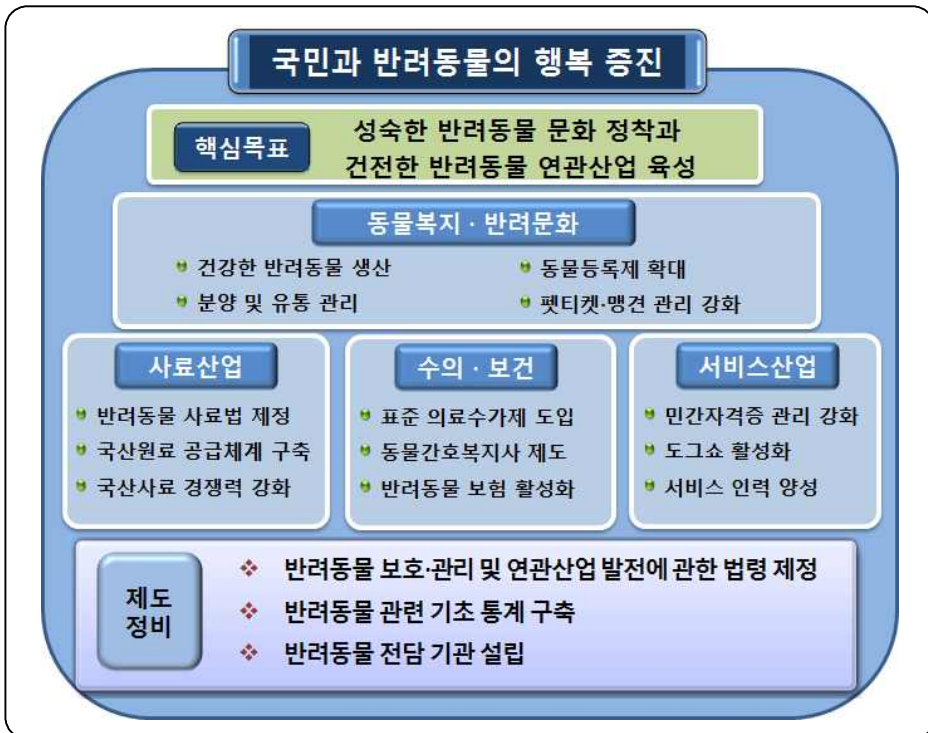 국민과 반려동물의 행복 증진
핵심목표
성숙한 반려동물 문화 정착과
건전한 반려동물 연관산업 육성
동물복지 · 반려문화
건강한 반려동물 생산
동물등록제 확대
분양 및 유통 관리
펫티켓·맹견 관리 강화
사료산업
반려동물 사료법 제정
국산원료 공급체계 구축
국산사료 경쟁력 강화
수의 · 보건
표준 의료수가제 도입
동물간호복지사 제도
반려동물 보험 활성화
서비스산업
민간자격증 관리 강화
도그쇼 활성화
서비스 인력 양성
제도
정비
반려동물 보호·관리 및 연관산업 발전에 관한 법령 제정
반려동물 관련 기초 통계 구축
반려동물 전담 기관 설립